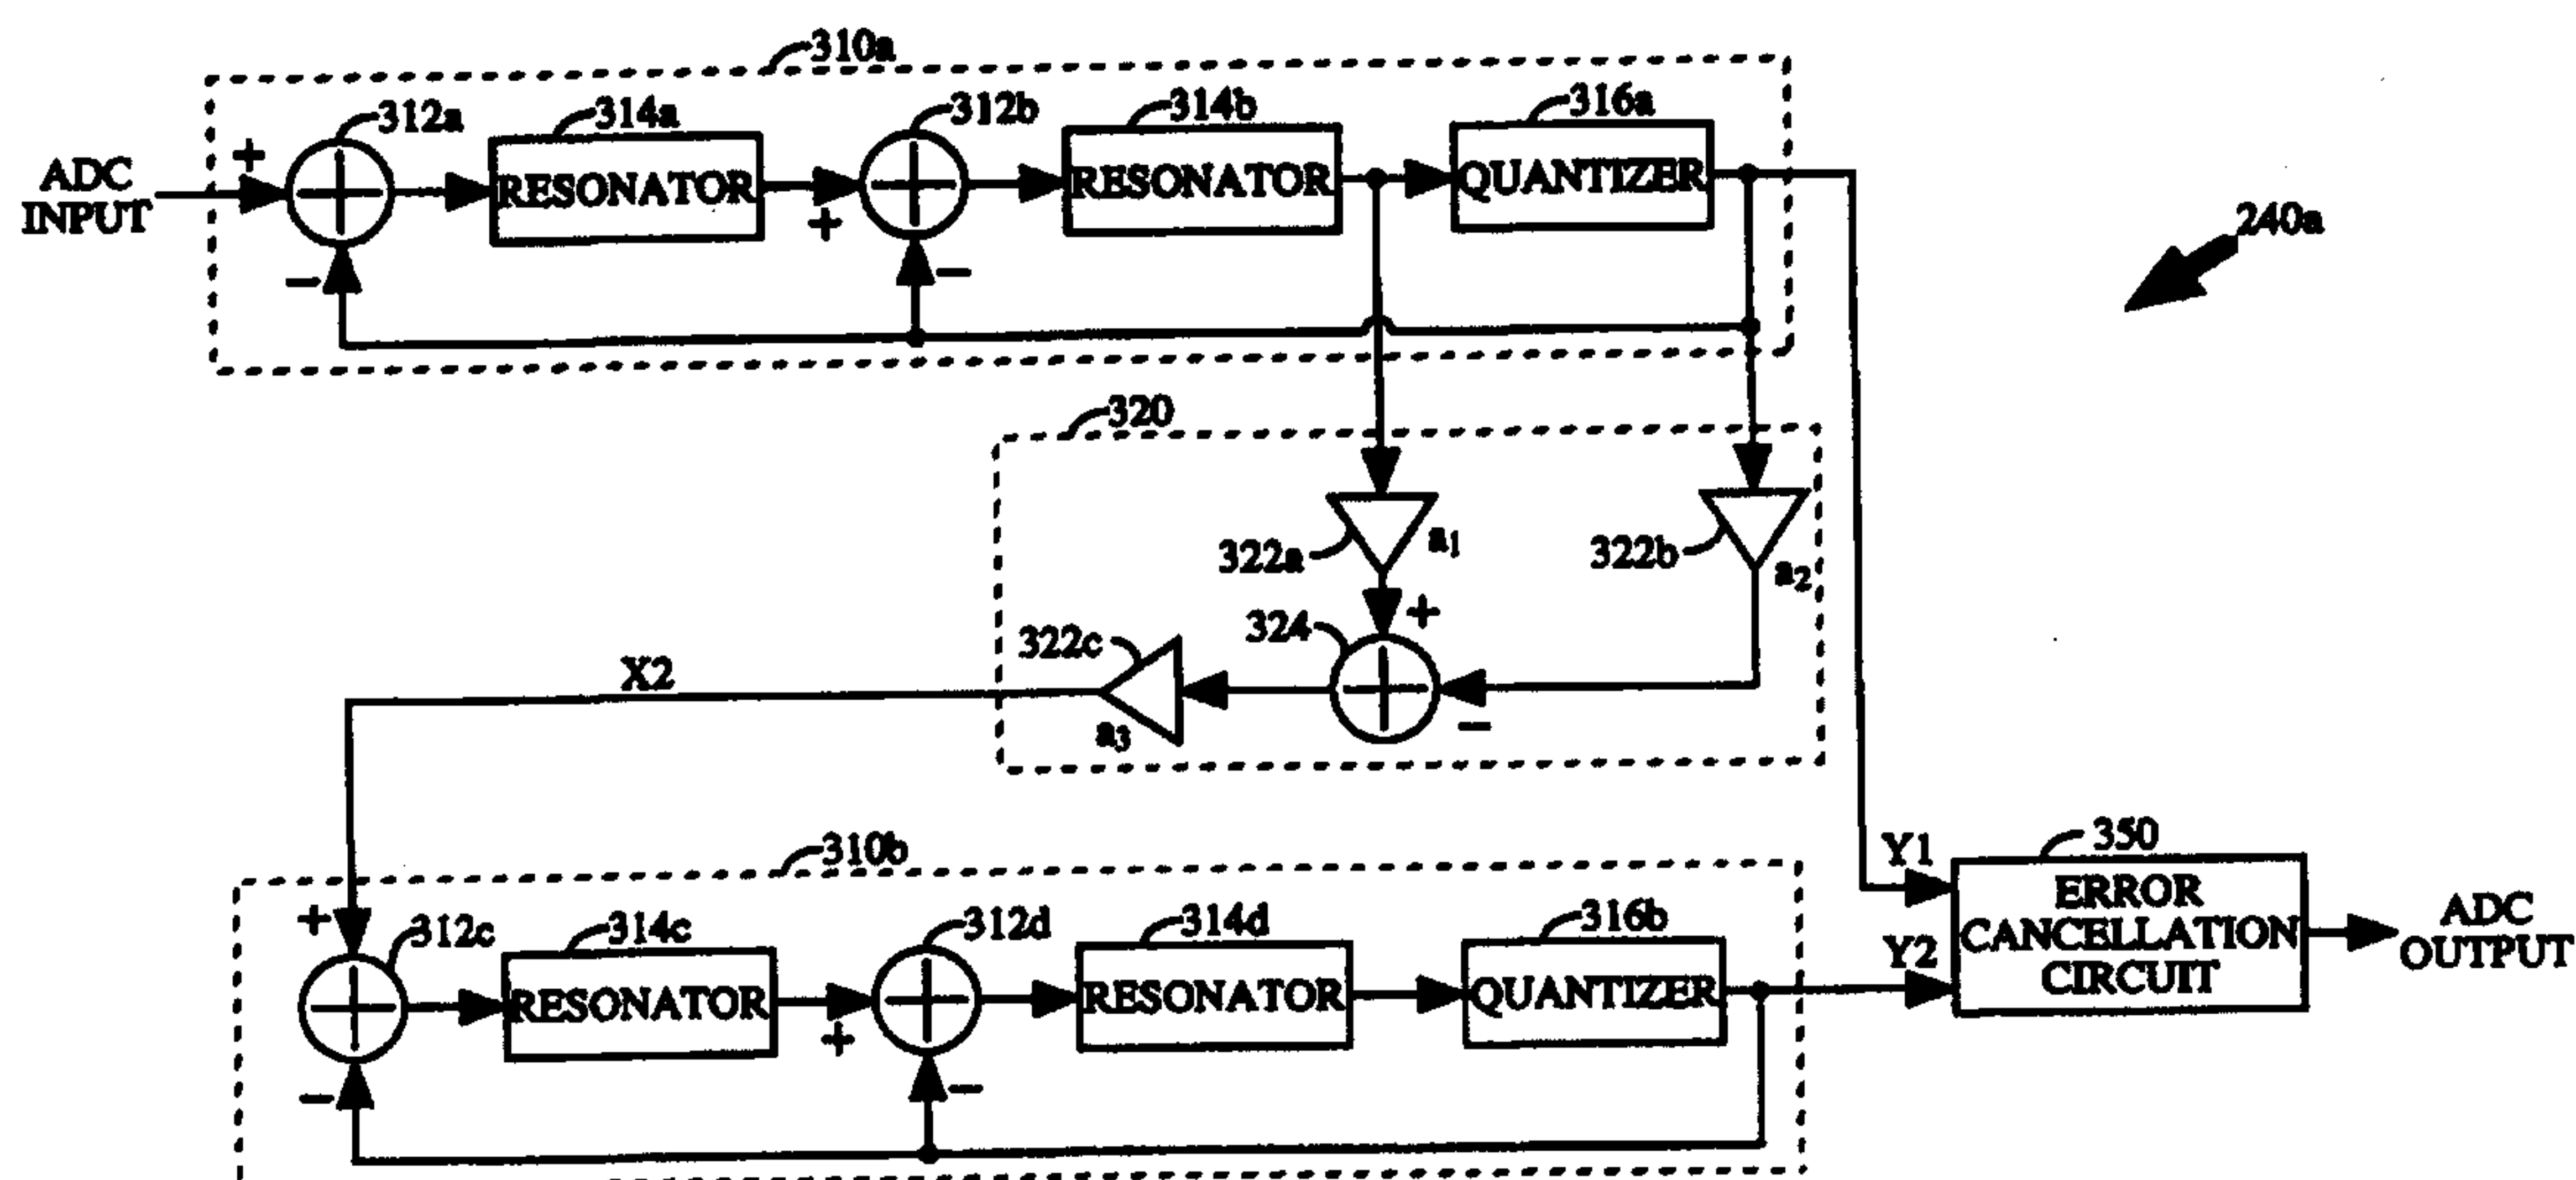 310a
312a
314a
312b
314b
316a
+
ADC
INPUT
RESONATOR
+
RESONATOR
QUANTIZER
240a
−
−
320
322a
a1
322b
a2
+
324
322c
X2
a3
−
310b
350
Y1
ERROR
CANCELLATION
CIRCUIT
ADC
OUTPUT
Y2
+
312c
314c
312d
314d
316b
RESONATOR
+
RESONATOR
QUANTIZER
−
−